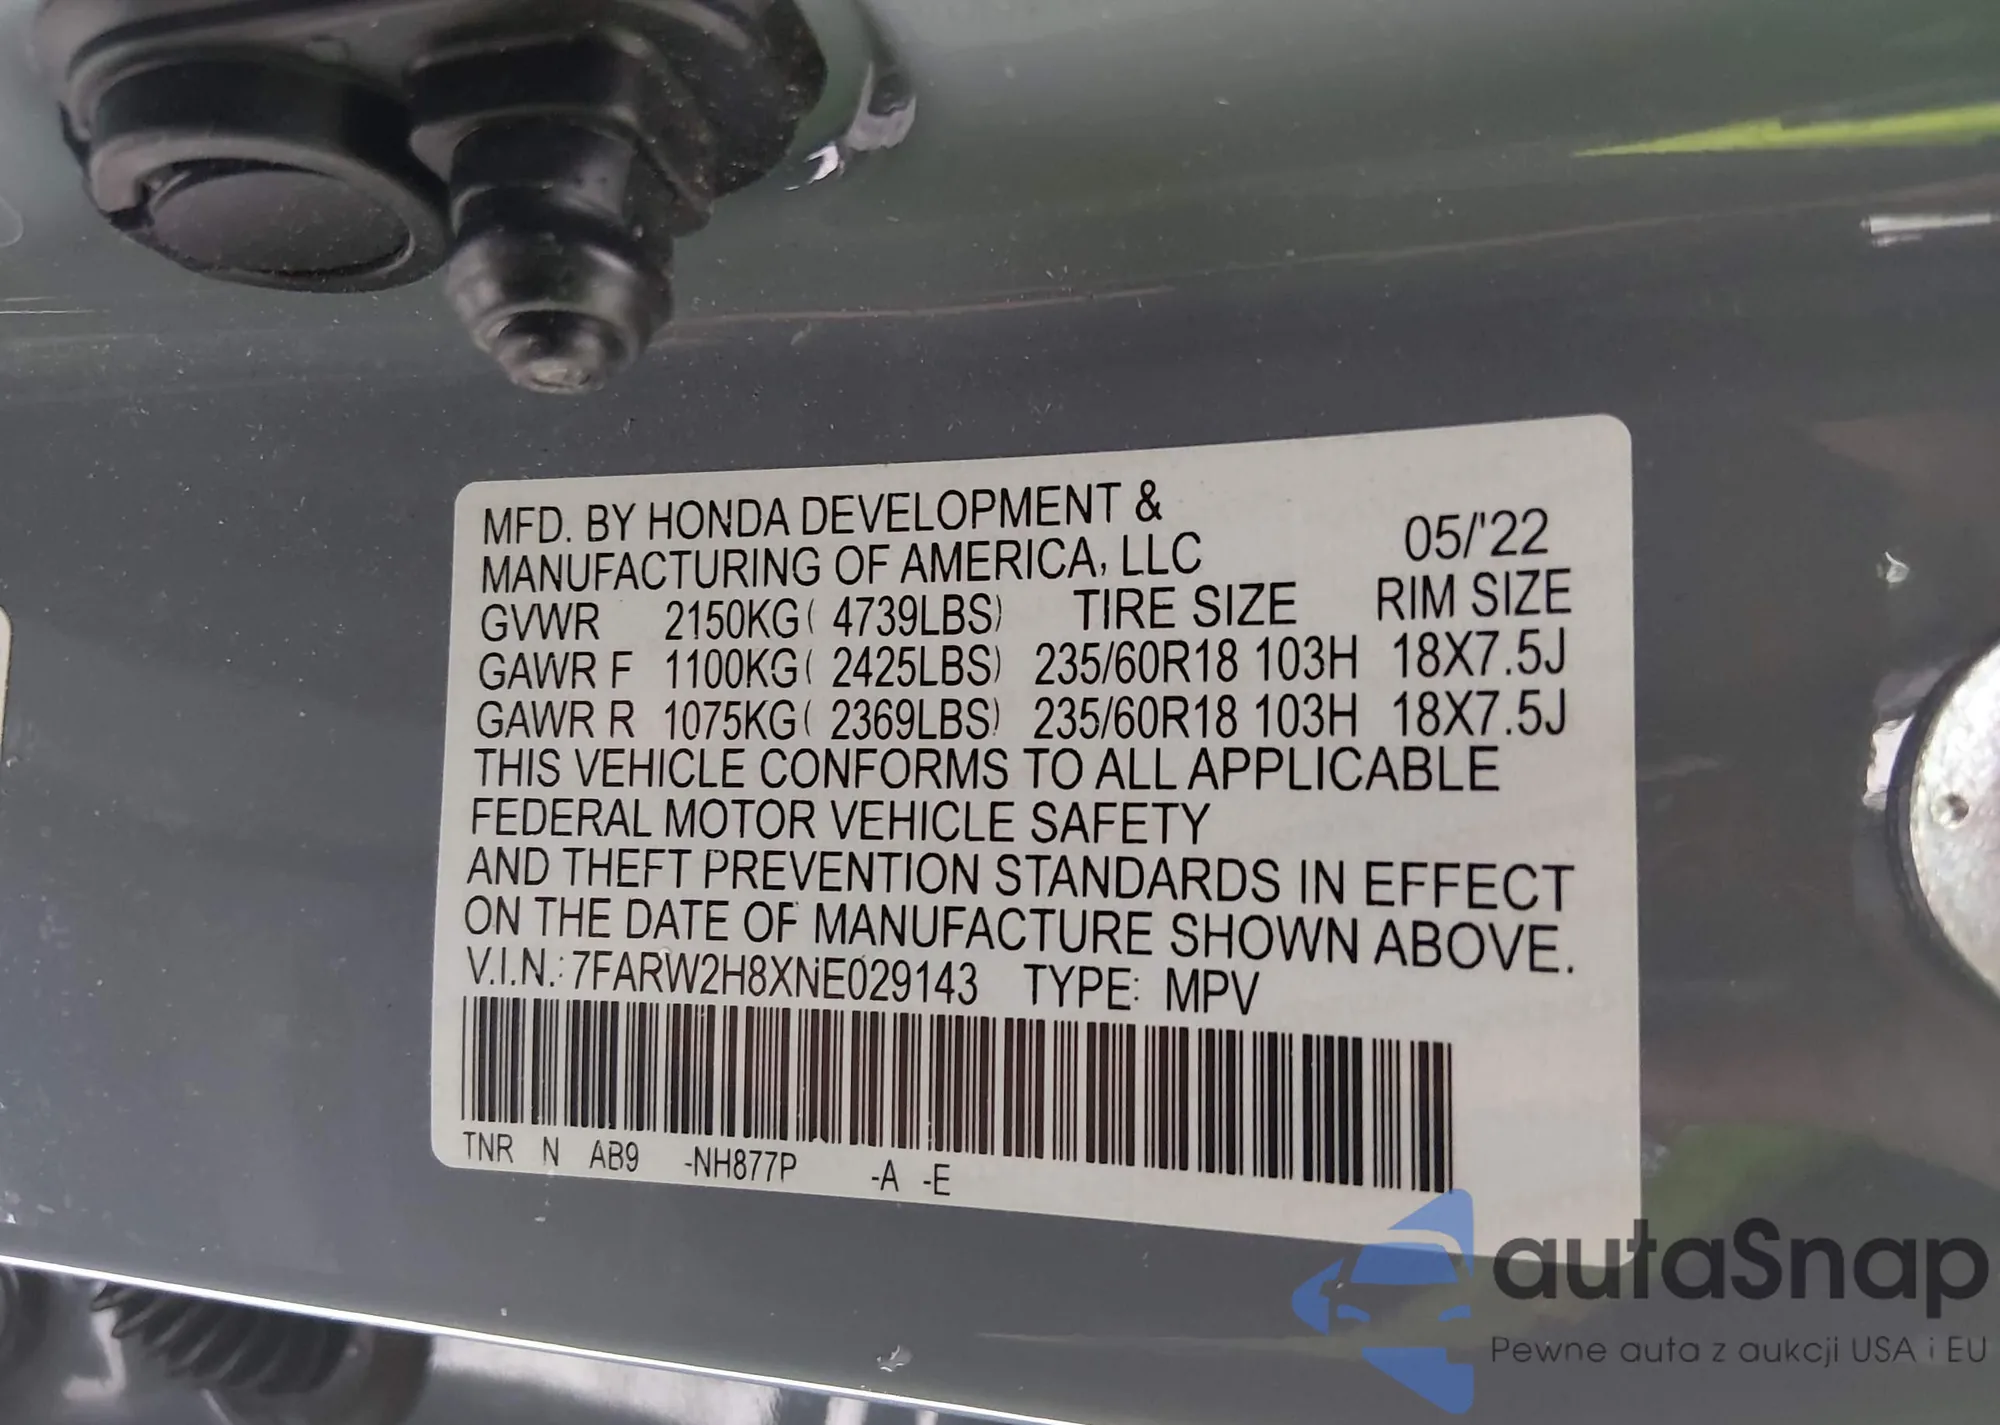 MFD. BY HONDA DEVELOPMENT &
MANUFACTURING OF AMERICA, LLC 05/'22
GVWR 2150KG( 4739LBS) TIRE SIZE RIM SIZE
GAWR F 1100KG( 2425LBS) 235/60R18 103H 18X7.5J
GAWR R 1075KG( 2369LBS) 235/60R18 103H 18X7.5J
THIS VEHICLE CONFORMS TO ALL APPLICABLE
FEDERAL MOTOR VEHICLE SAFETY
AND THEFT PREVENTION STANDARDS IN EFFECT
ON THE DATE OF MANUFACTURE SHOWN ABOVE.
V.I.N.: 7FARW2H8XNE029143 TYPE: MPV
TNR N AB9 -NH877P -A -E
autaSnap
Pewne auta z aukcji USA i EU